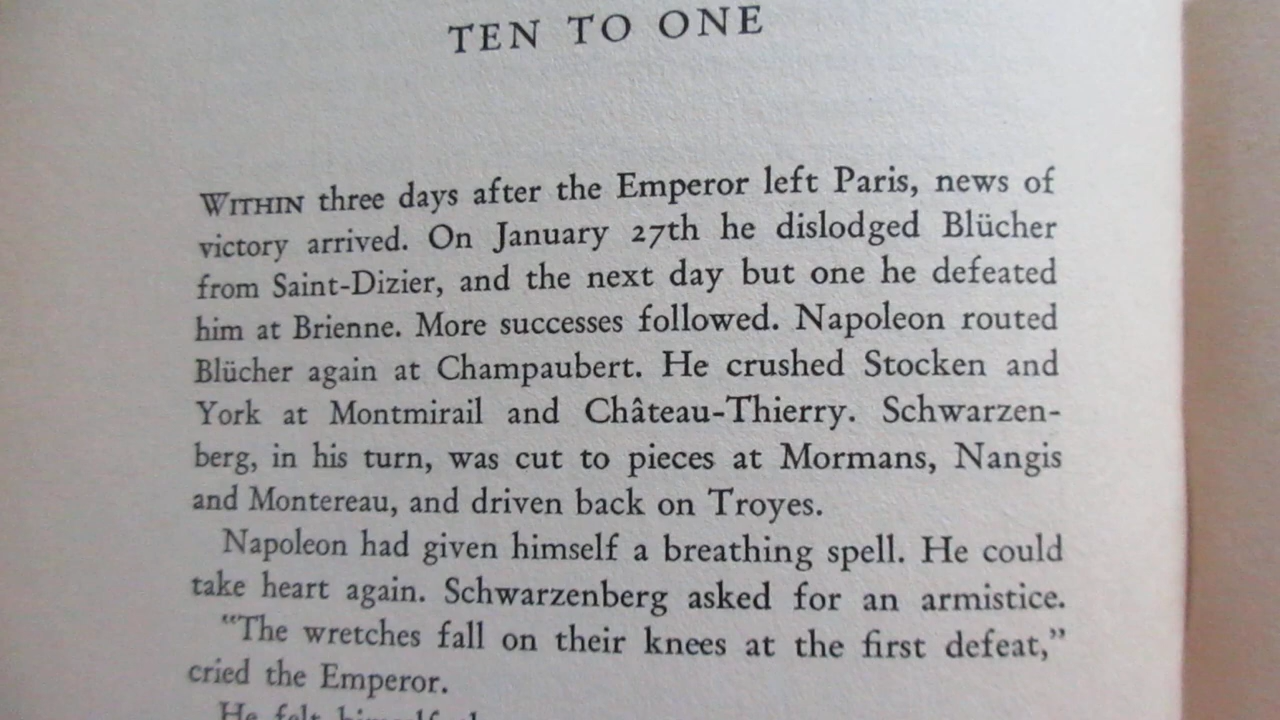 TEN TO ONE
WITHIN three days after the Emperor left Paris, news of
victory arrived. On January 27th he dislodged Blücher
from Saint-Dizier, and the next day but one he defeated
him at Brienne. More successes followed. Napoleon routed
Blücher again at Champaubert. He crushed Stocken and
York at Montmirail and Château-Thierry. Schwarzen-
berg, in his turn, was cut to pieces at Mormans, Nangis
and Montereau, and driven back on Troyes.
Napoleon had given himself a breathing spell. He could
take heart again. Schwarzenberg asked for an armistice.
“The wretches fall on their knees at the first defeat,”
cried the Emperor.
He felt himself